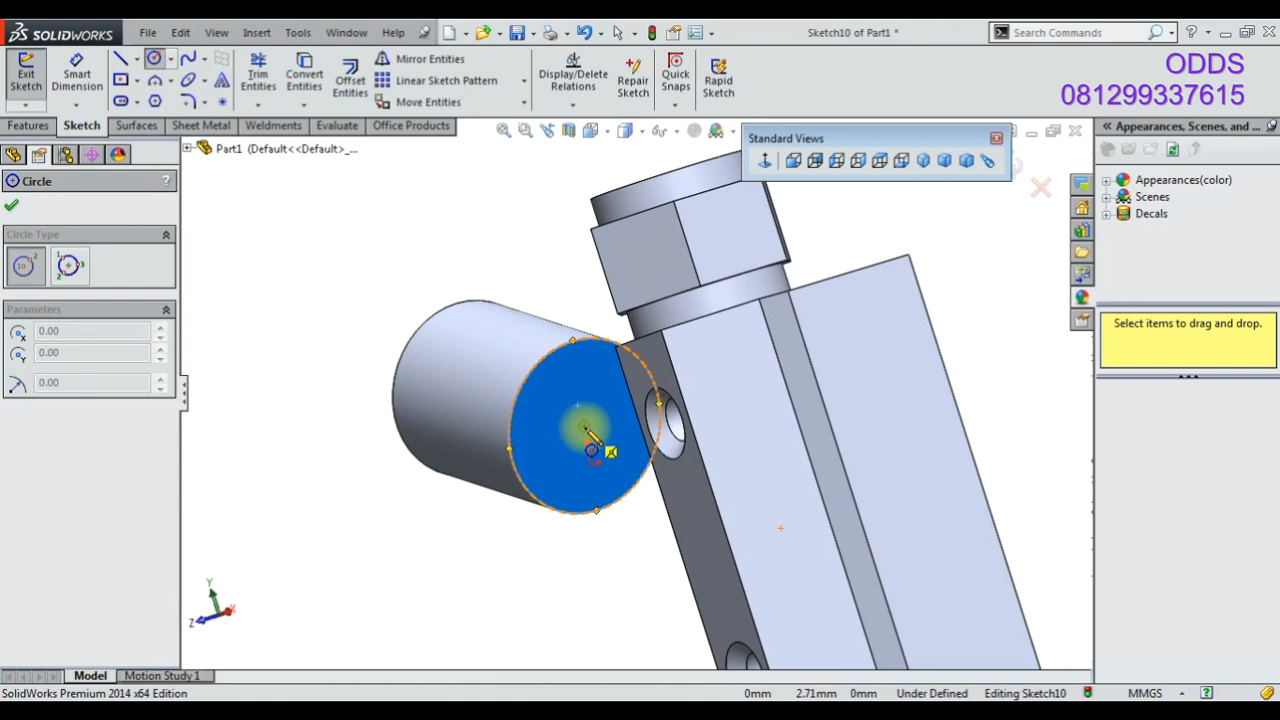 SOLIDWORKS File Edit View Insert Tools Window Help Sketch10 of Part1 * Search Commands
ODDS
081299337615
Exit Sketch
Smart Dimension
Trim Entities
Convert Entities
Offset Entities
Mirror Entities
Linear Sketch Pattern
Move Entities
Display/Delete Relations
Repair Sketch
Quick Snaps
Rapid Sketch
Features Sketch Surfaces Sheet Metal Weldments Evaluate Office Products
Appearances, Scenes, and ...
Standard Views
Part1 (Default<<Default>_...
Circle ?
Circle Type
Parameters
0.00
0.00
0.00
Appearances(color)
Scenes
Decals
Select items to drag and drop.
Y
Z
X
Model Motion Study 1
SolidWorks Premium 2014 x64 Edition 0mm 2.71mm 0mm Under Defined Editing Sketch10 MMGS